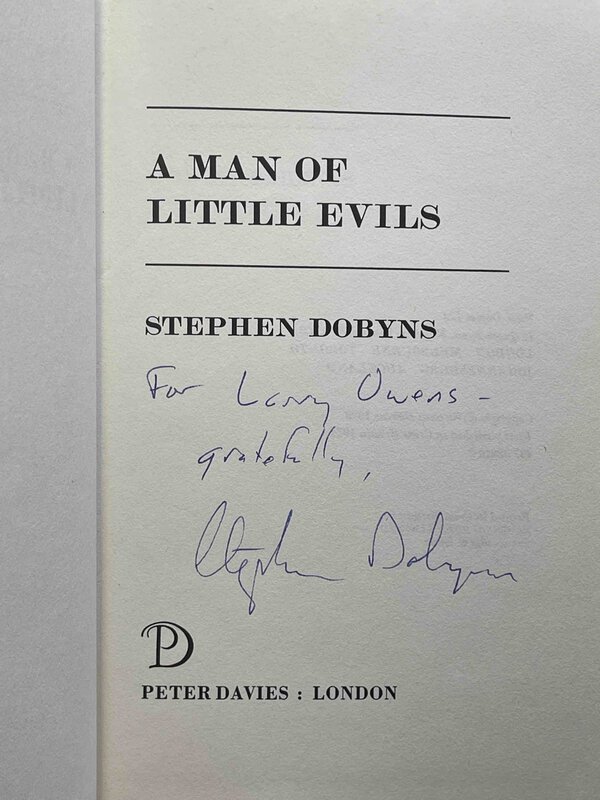 A MAN OF
LITTLE EVILS
STEPHEN DOBYNS
For Larry Owens –
gratefully,
Stephen Dobyns
PD
PETER DAVIES : LONDON